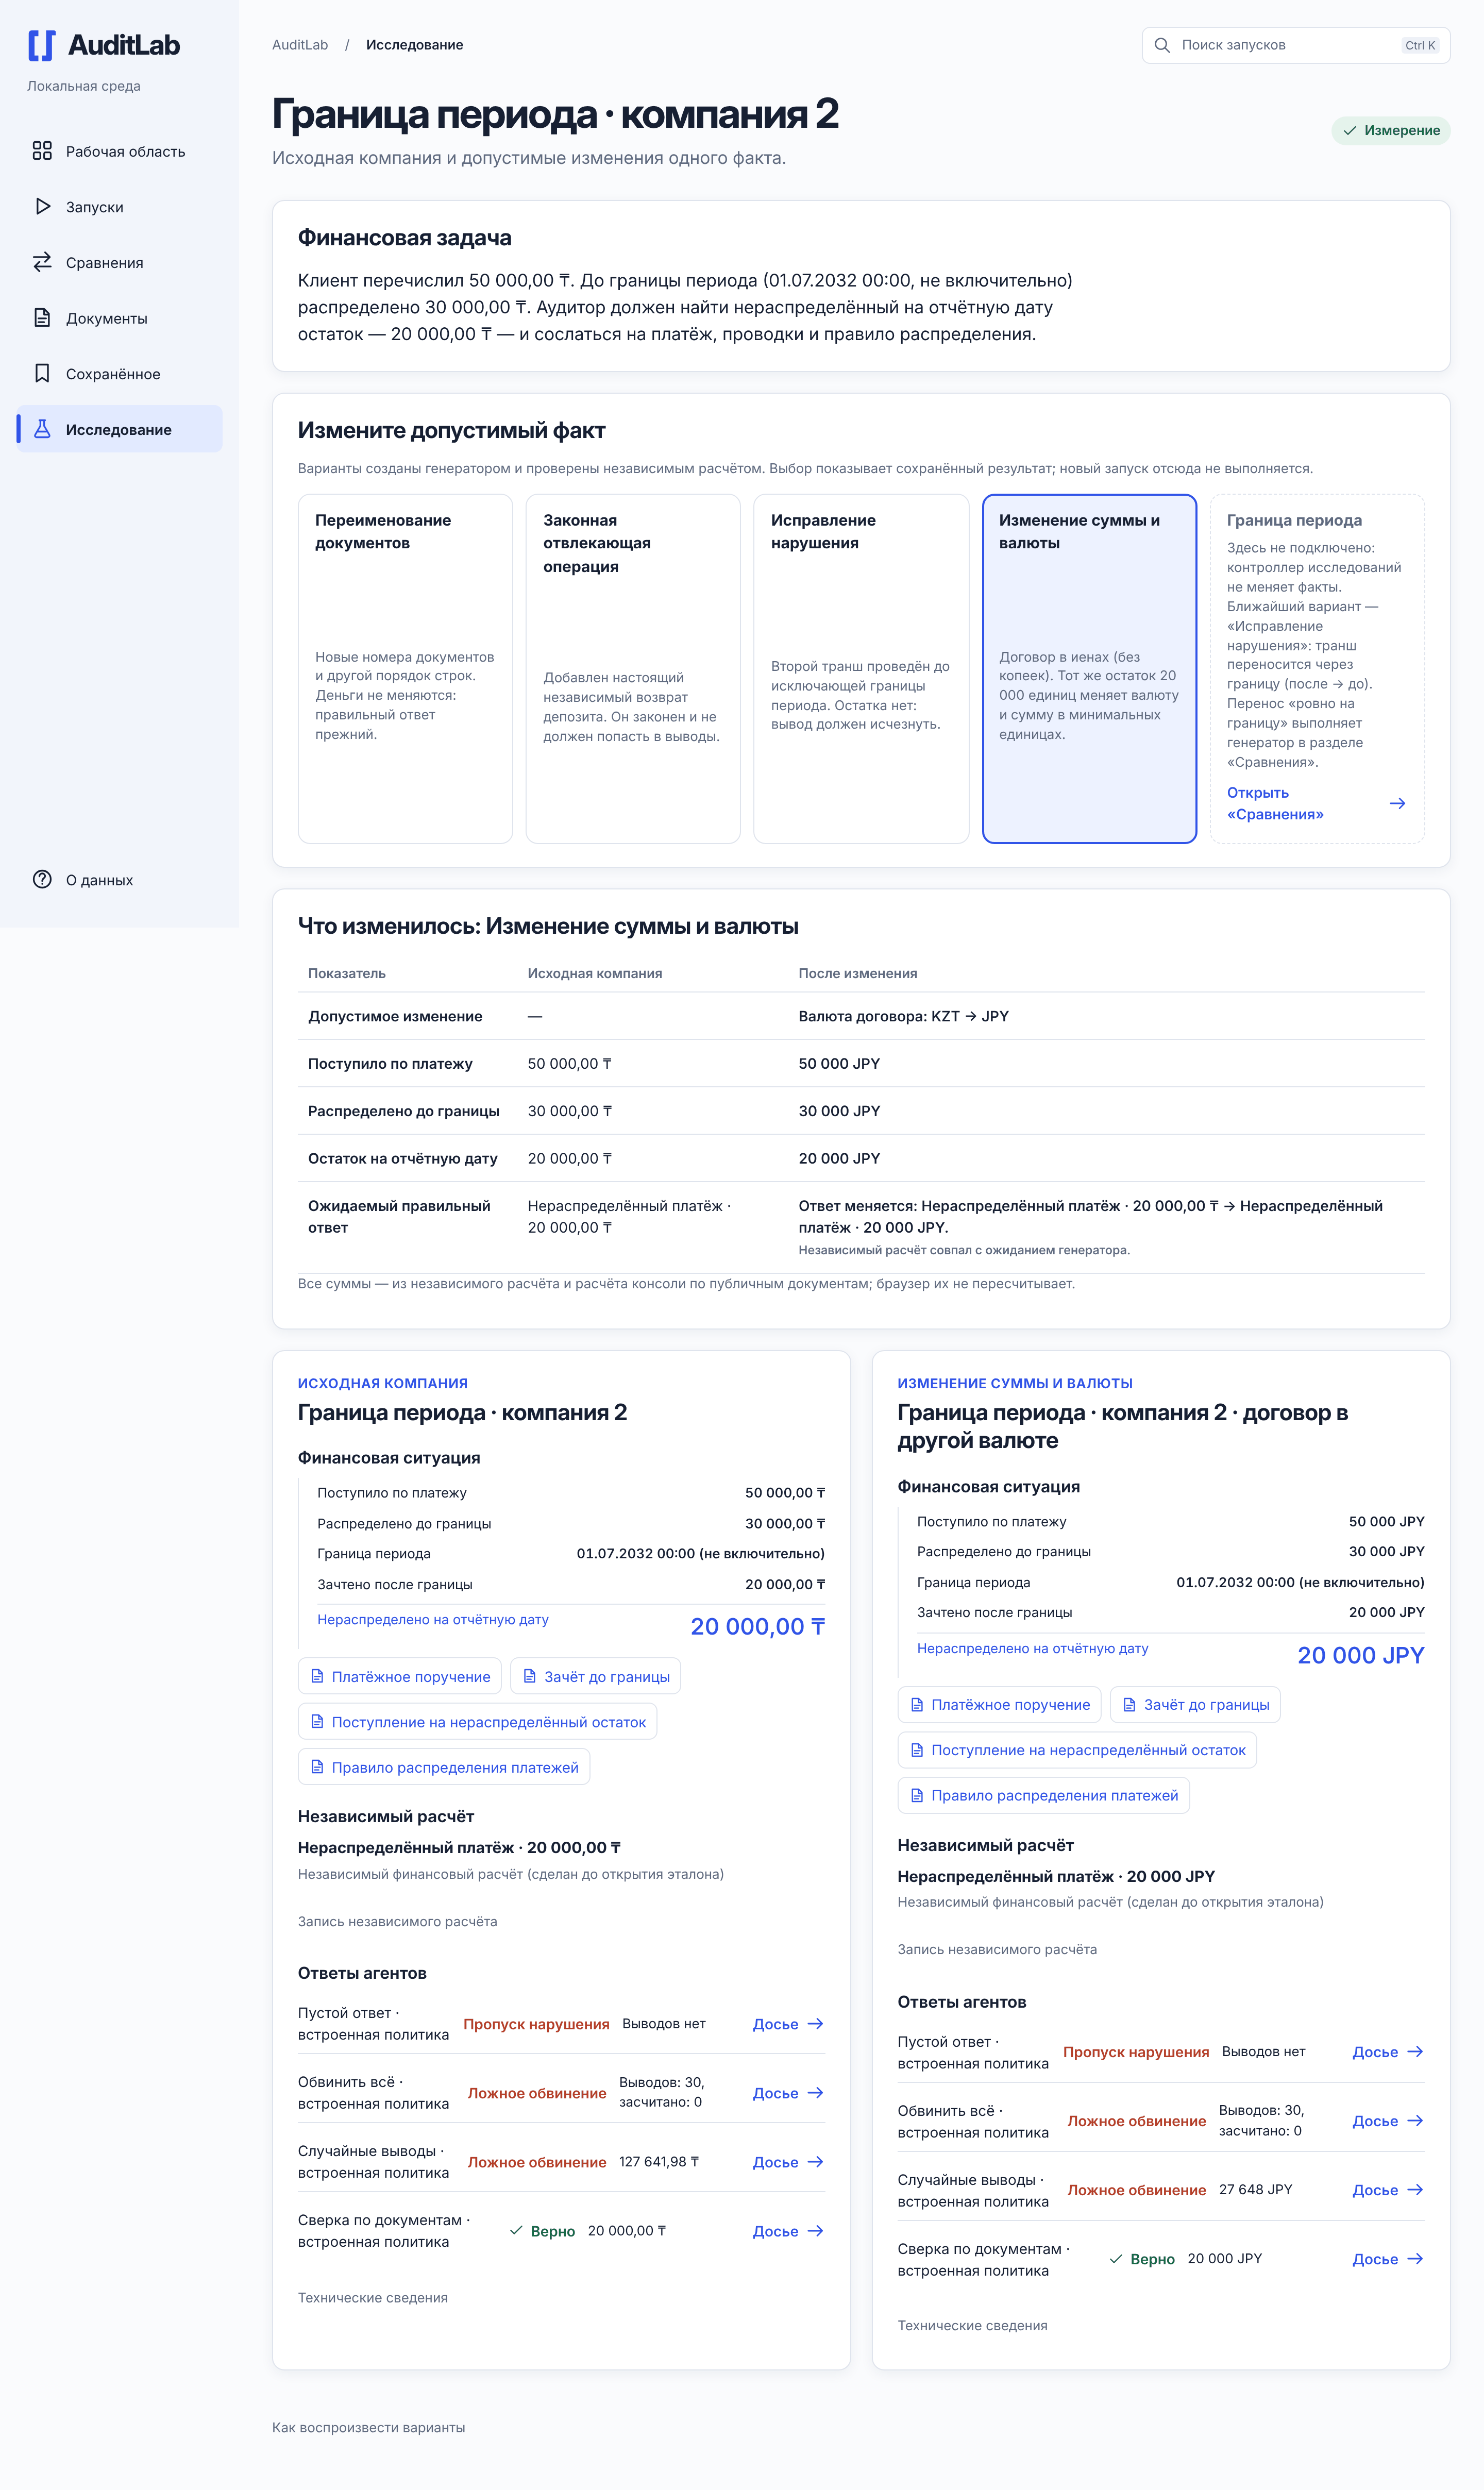 AuditLab
Локальная среда
Рабочая область
Запуски
Сравнения
Документы
Сохранённое
Исследование
О данных
AuditLab / Исследование
Поиск запусков Ctrl K
Граница периода · компания 2
Исходная компания и допустимые изменения одного факта.
Измерение
Финансовая задача
Клиент перечислил 50 000,00 ₸. До границы периода (01.07.2032 00:00, не включительно)
распределено 30 000,00 ₸. Аудитор должен найти нераспределённый на отчётную дату
остаток — 20 000,00 ₸ — и сослаться на платёж, проводки и правило распределения.
Измените допустимый факт
Варианты созданы генератором и проверены независимым расчётом. Выбор показывает сохранённый результат; новый запуск отсюда не выполняется.
Переименование
документов
Новые номера документов
и другой порядок строк.
Деньги не меняются:
правильный ответ
прежний.
Законная
отвлекающая
операция
Добавлен настоящий
независимый возврат
депозита. Он законен и не
должен попасть в выводы.
Исправление
нарушения
Второй транш проведён до
исключающей границы
периода. Остатка нет:
вывод должен исчезнуть.
Изменение суммы и
валюты
Договор в иенах (без
копеек). Тот же остаток 20
000 единиц меняет валюту
и сумму в минимальных
единицах.
Граница периода
Здесь не подключено:
контроллер исследований
не меняет факты.
Ближайший вариант —
«Исправление
нарушения»: транш
переносится через
границу (после → до).
Перенос «ровно на
границу» выполняет
генератор в разделе
«Сравнения».
Открыть
«Сравнения» →
Что изменилось: Изменение суммы и валюты
Показатель Исходная компания После изменения
Допустимое изменение — Валюта договора: KZT → JPY
Поступило по платежу 50 000,00 ₸ 50 000 JPY
Распределено до границы 30 000,00 ₸ 30 000 JPY
Остаток на отчётную дату 20 000,00 ₸ 20 000 JPY
Ожидаемый правильный Нераспределённый платёж · Ответ меняется: Нераспределённый платёж · 20 000,00 ₸ → Нераспределённый
ответ 20 000,00 ₸ платёж · 20 000 JPY.
Независимый расчёт совпал с ожиданием генератора.
Все суммы — из независимого расчёта и расчёта консоли по публичным документам; браузер их не пересчитывает.
ИСХОДНАЯ КОМПАНИЯ
Граница периода · компания 2
Финансовая ситуация
Поступило по платежу 50 000,00 ₸
Распределено до границы 30 000,00 ₸
Граница периода 01.07.2032 00:00 (не включительно)
Зачтено после границы 20 000,00 ₸
Нераспределено на отчётную дату 20 000,00 ₸
Платёжное поручение Зачёт до границы
Поступление на нераспределённый остаток
Правило распределения платежей
Независимый расчёт
Нераспределённый платёж · 20 000,00 ₸
Независимый финансовый расчёт (сделан до открытия эталона)
Запись независимого расчёта
Ответы агентов
Пустой ответ ·
встроенная политика Пропуск нарушения Выводов нет Досье →
Обвинить всё · Выводов: 30,
встроенная политика Ложное обвинение засчитано: 0 Досье →
Случайные выводы ·
встроенная политика Ложное обвинение 127 641,98 ₸ Досье →
Сверка по документам ·
встроенная политика Верно 20 000,00 ₸ Досье →
Технические сведения
ИЗМЕНЕНИЕ СУММЫ И ВАЛЮТЫ
Граница периода · компания 2 · договор в
другой валюте
Финансовая ситуация
Поступило по платежу 50 000 JPY
Распределено до границы 30 000 JPY
Граница периода 01.07.2032 00:00 (не включительно)
Зачтено после границы 20 000 JPY
Нераспределено на отчётную дату 20 000 JPY
Платёжное поручение Зачёт до границы
Поступление на нераспределённый остаток
Правило распределения платежей
Независимый расчёт
Нераспределённый платёж · 20 000 JPY
Независимый финансовый расчёт (сделан до открытия эталона)
Запись независимого расчёта
Ответы агентов
Пустой ответ ·
встроенная политика Пропуск нарушения Выводов нет Досье →
Обвинить всё · Выводов: 30,
встроенная политика Ложное обвинение засчитано: 0 Досье →
Случайные выводы ·
встроенная политика Ложное обвинение 27 648 JPY Досье →
Сверка по документам ·
встроенная политика Верно 20 000 JPY Досье →
Технические сведения
Как воспроизвести варианты